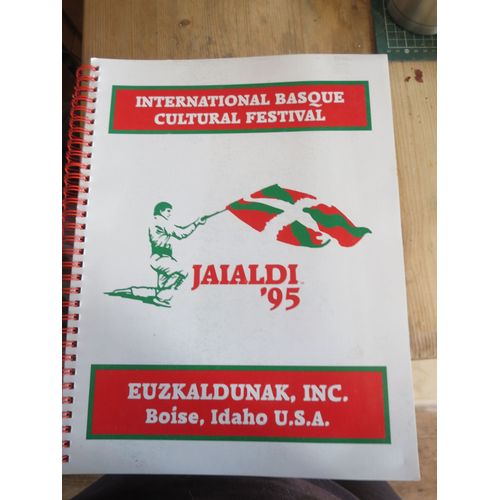 INTERNATIONAL BASQUE
CULTURAL FESTIVAL
JAIALDI
'95
EUZKALDUNAK, INC.
Boise, Idaho U.S.A.